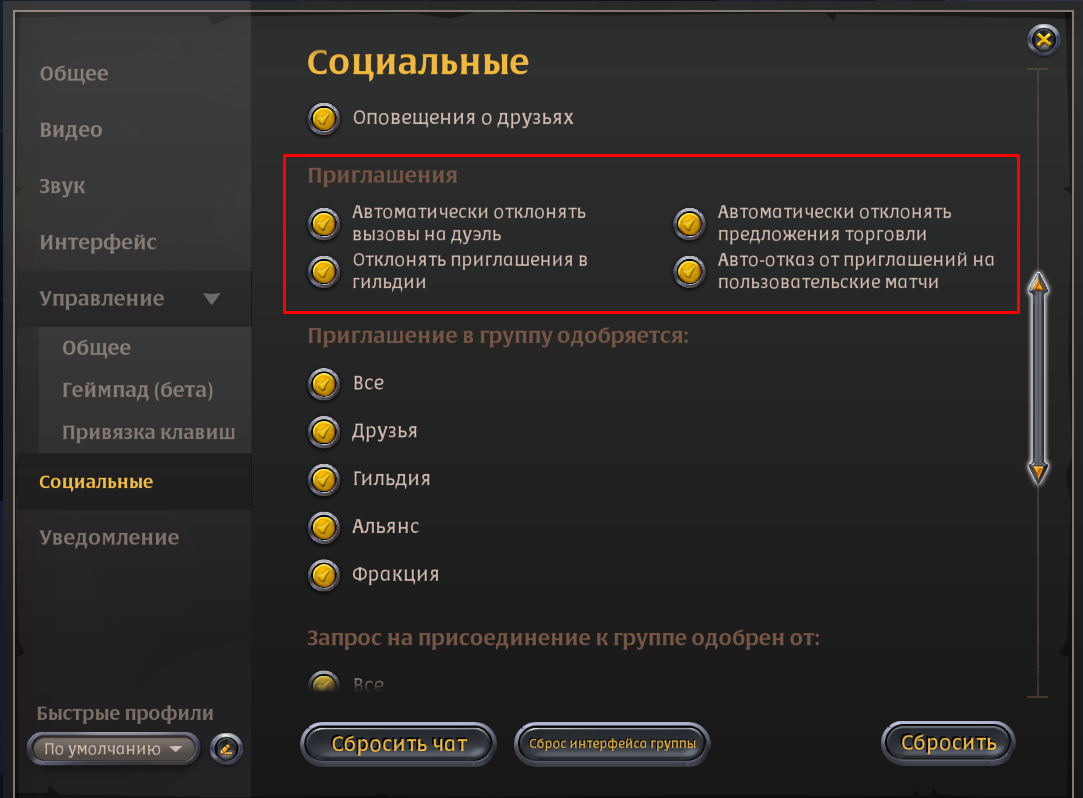 Общее
Видео
Звук
Интерфейс
Управление
Общее
Геймпад (бета)
Привязка клавиш
Социальные
Уведомление
Быстрые профили
По умолчанию
Социальные
Оповещения о друзьях
Приглашения
Автоматически отклонять
вызовы на дуэль
Автоматически отклонять
предложения торговли
Отклонять приглашения в
гильдии
Авто-отказ от приглашений на
пользовательские матчи
Приглашение в группу одобряется:
Все
Друзья
Гильдия
Альянс
Фракция
Запрос на присоединение к группе одобрен от:
Все
Сбросить чат
Сброс интерфейса группы
Сбросить